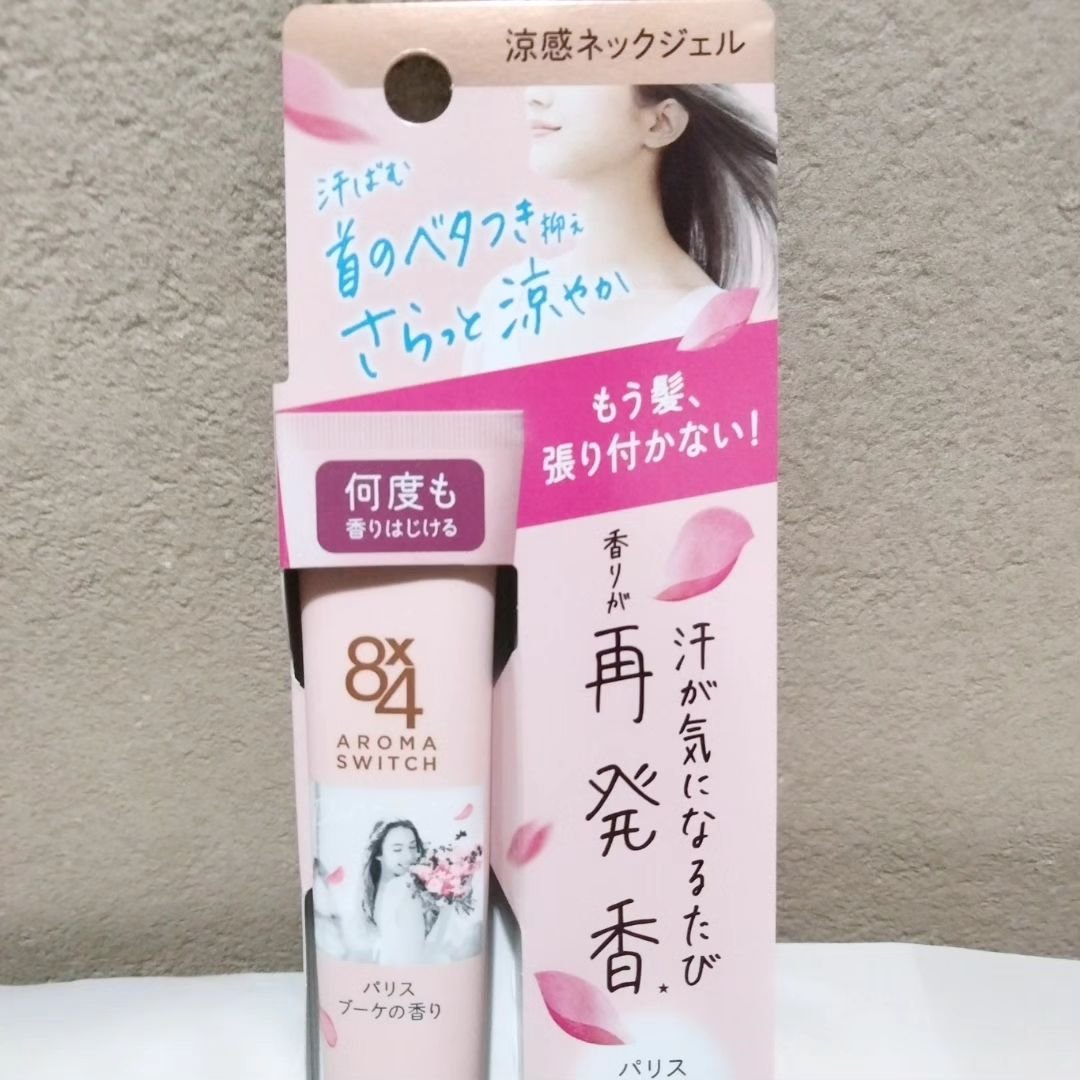 涼感ネックジェル
汗ばむ
首のベタつき抑え
さらっと涼やか
もう髪、
張り付かない!
何度も
香りはじける
8x4
AROMA
SWITCH
パリス
ブーケの香り
汗が気になるたび
香りが再発香★
パリス